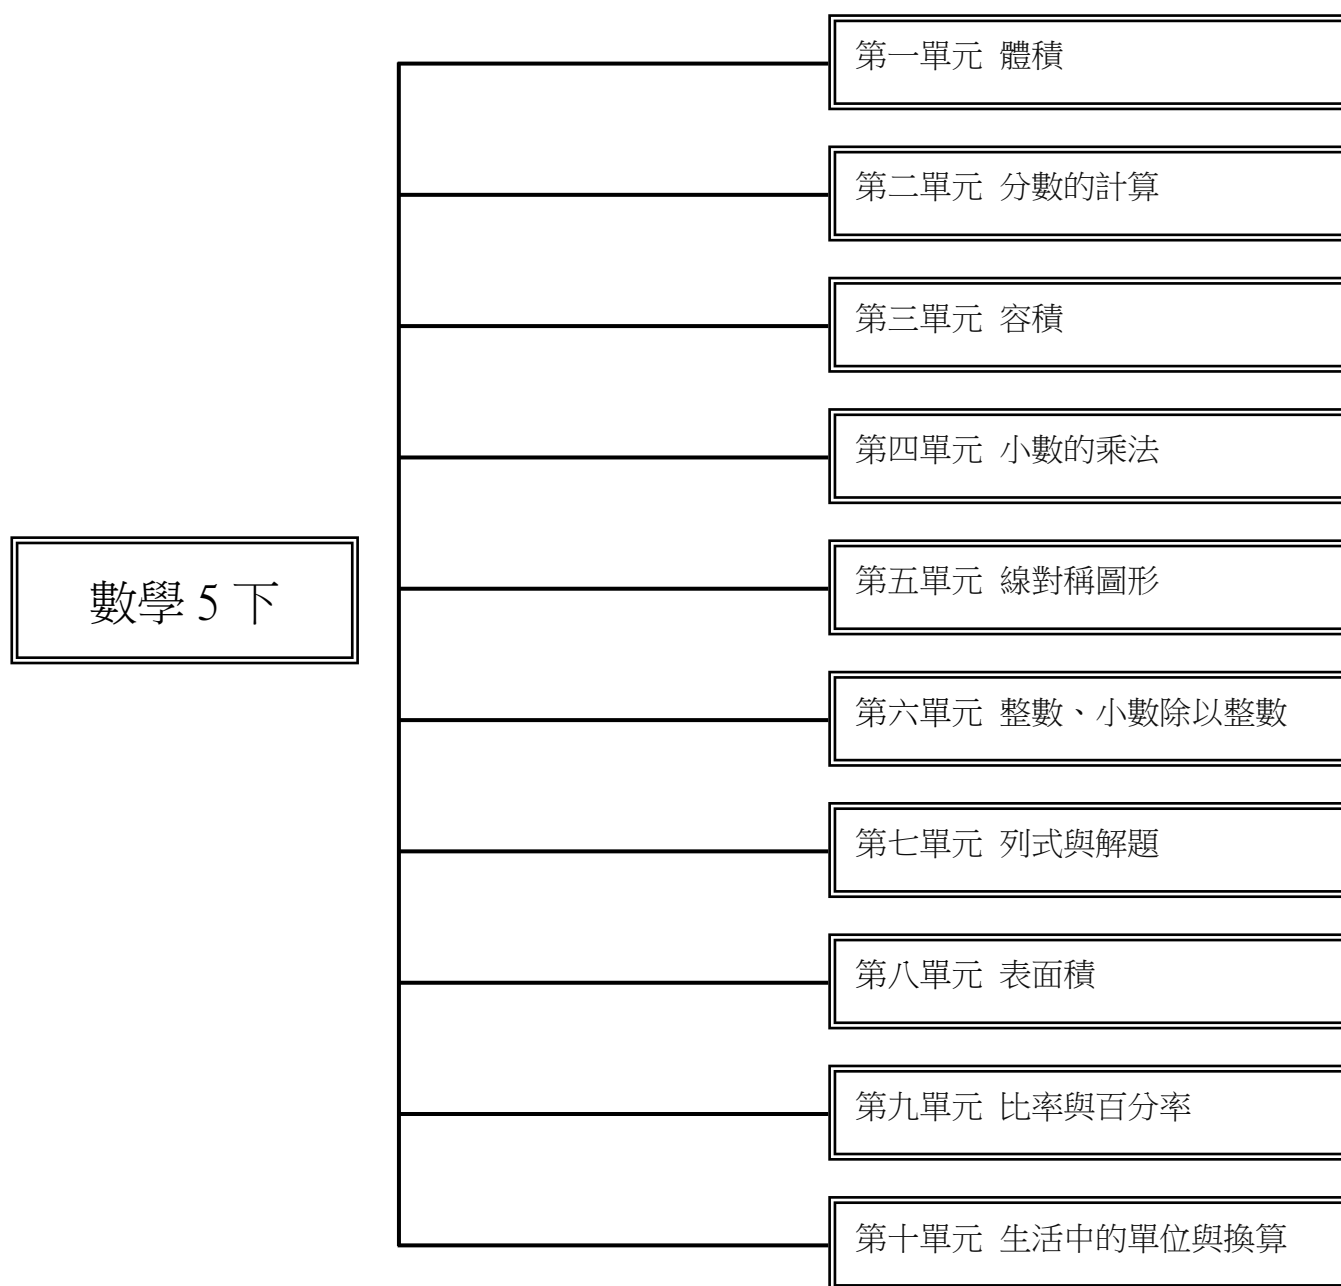 第一單元 體積
第二單元 分數的計算
第三單元 容積
第四單元 小數的乘法
數學 5 下
第五單元 線對稱圖形
第六單元 整數、小數除以整數
第七單元 列式與解題
第八單元 表面積
第九單元 比率與百分率
第十單元 生活中的單位與換算